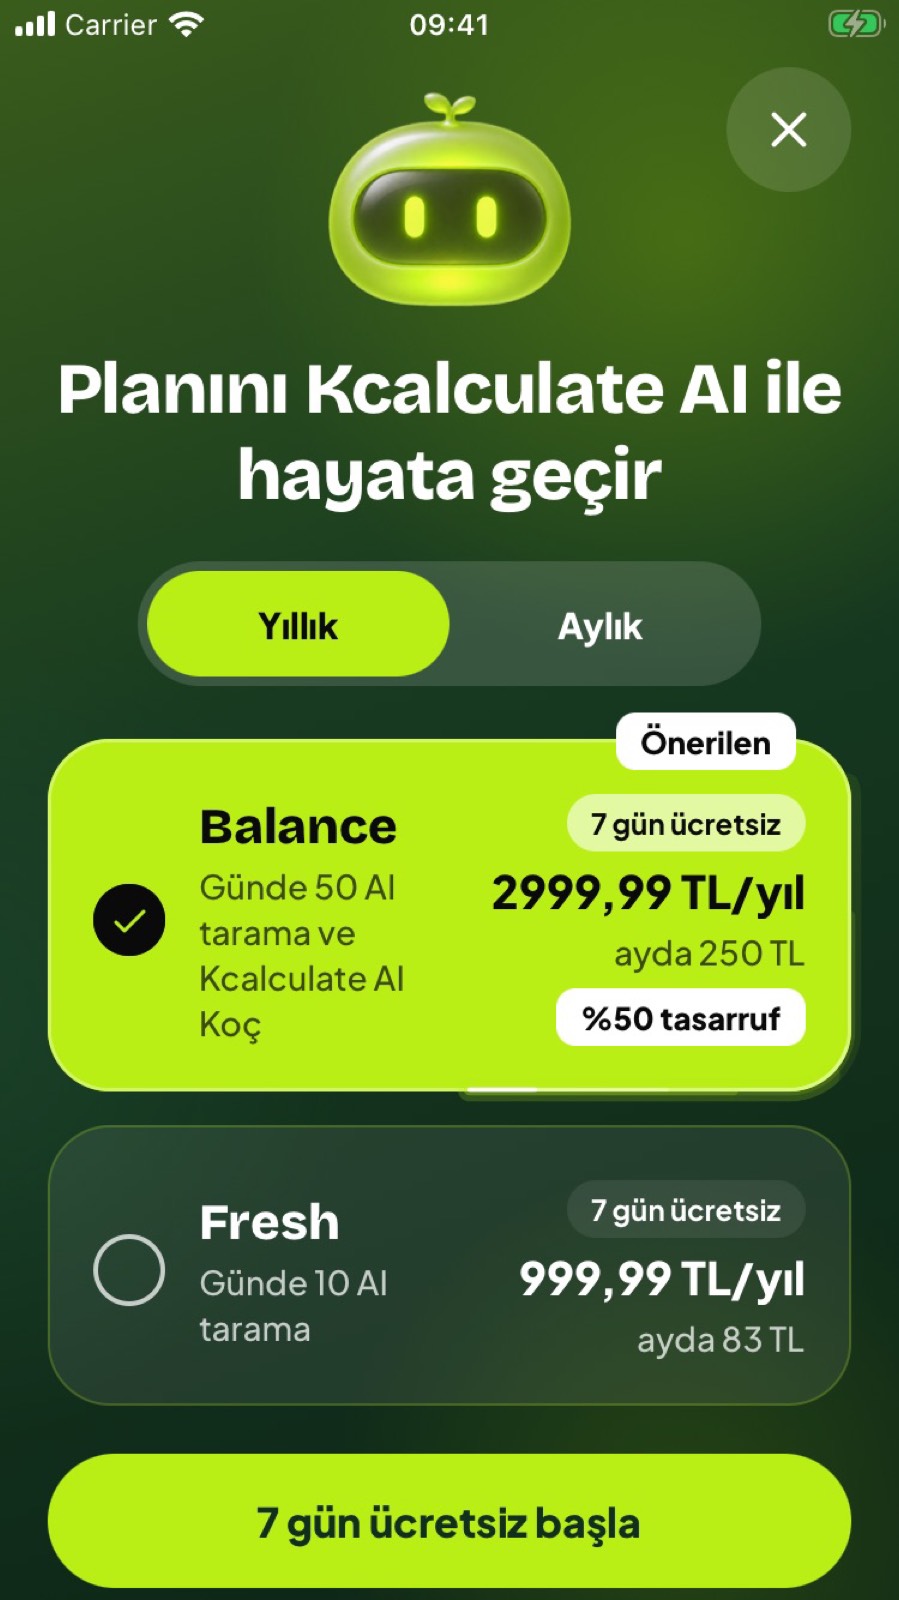 Carrier
09:41
Planını Kcalculate AI ile
hayata geçir
Yıllık
Aylık
Önerilen
Balance
Günde 50 AI
tarama ve
Kcalculate AI
Koç
7 gün ücretsiz
2999,99 TL/yıl
ayda 250 TL
%50 tasarruf
Fresh
Günde 10 AI
tarama
7 gün ücretsiz
999,99 TL/yıl
ayda 83 TL
7 gün ücretsiz başla